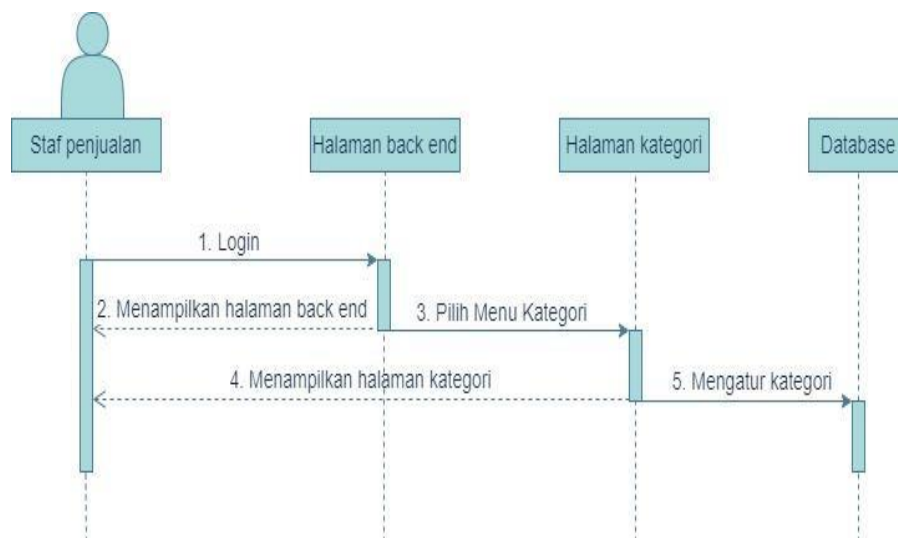 Staf penjualan
Halaman back end
Halaman kategori
Database
1. Login
2. Menampilkan halaman back end
3. Pilih Menu Kategori
4. Menampilkan halaman kategori
5. Mengatur kategori